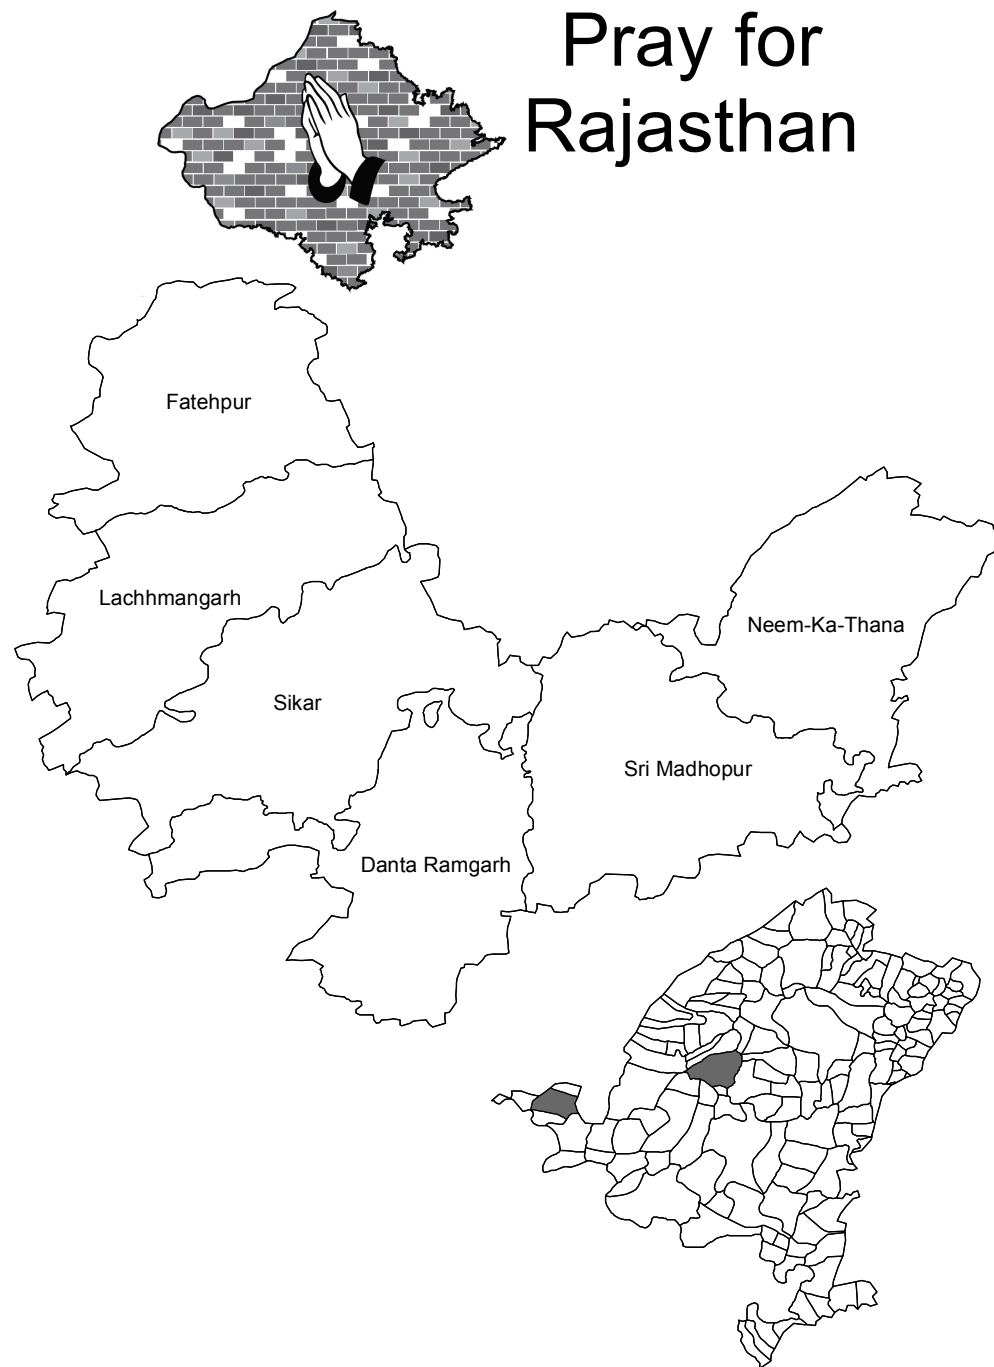 Pray for
Rajasthan
Fatehpur
Lachhmangarh
Neem-Ka-Thana
Sikar
Sri Madhopur
Danta Ramgarh